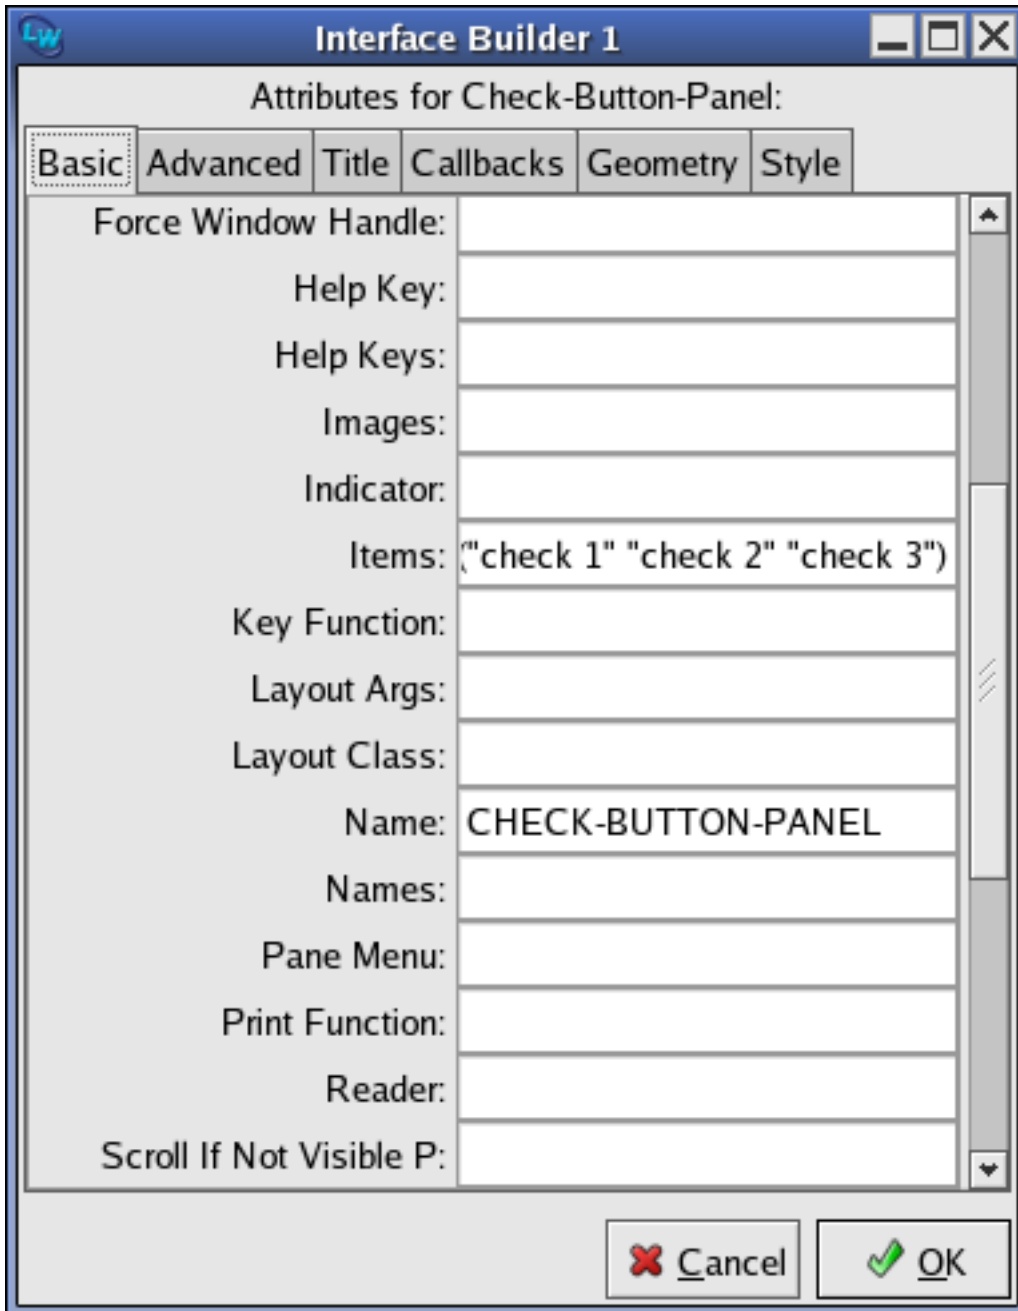 LW Interface Builder 1
Attributes for Check-Button-Panel:
Basic Advanced Title Callbacks Geometry Style
Force Window Handle:
Help Key:
Help Keys:
Images:
Indicator:
Items: ("check 1" "check 2" "check 3")
Key Function:
Layout Args:
Layout Class:
Name: CHECK-BUTTON-PANEL
Names:
Pane Menu:
Print Function:
Reader:
Scroll If Not Visible P:
Cancel OK